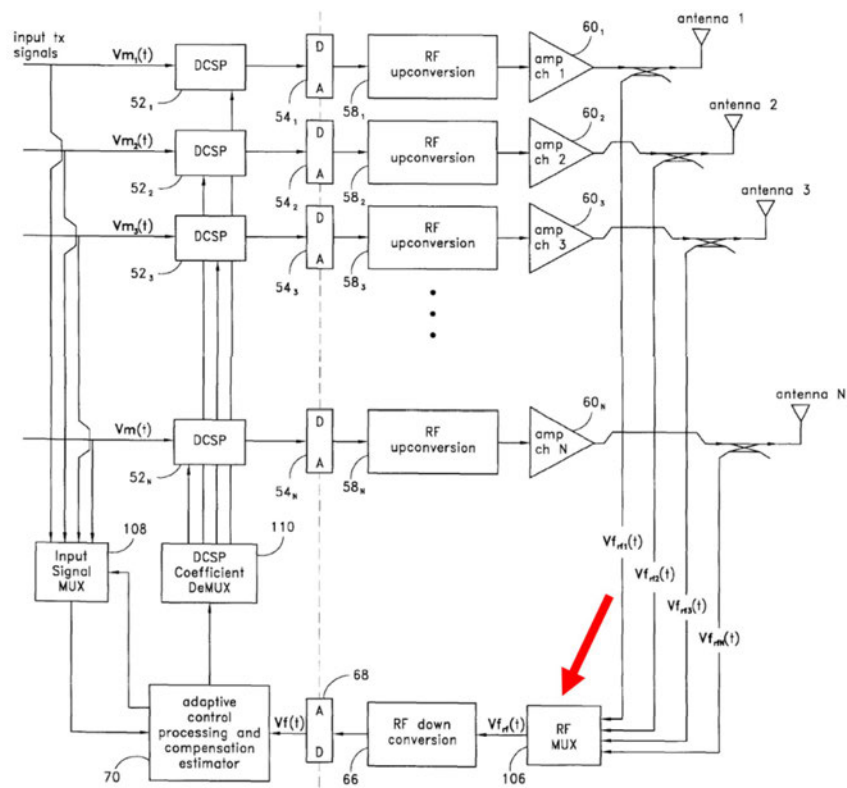 input tx
signals
Vm₁(t)
DCSP
52₁
D
A
54₁
RF
upconversion
58₁
amp
ch 1
60₁
antenna 1
Vm₂(t)
DCSP
52₂
D
A
54₂
RF
upconversion
58₂
amp
ch 2
60₂
antenna 2
Vm₃(t)
DCSP
52₃
D
A
54₃
RF
upconversion
58₃
amp
ch 3
60₃
antenna 3
Vm(t)
DCSP
52N
D
A
54N
RF
upconversion
58N
amp
ch N
60N
antenna N
108
Input
Signal
MUX
110
DCSP
Coefficient
DeMUX
Vfrf1(t)
Vfrf2(t)
Vfrf3(t)
VfrfN(t)
adaptive
control
processing and
compensation
estimator
70
Vf(t)
68
A
D
RF down
conversion
66
Vfrf(t)
RF
MUX
106